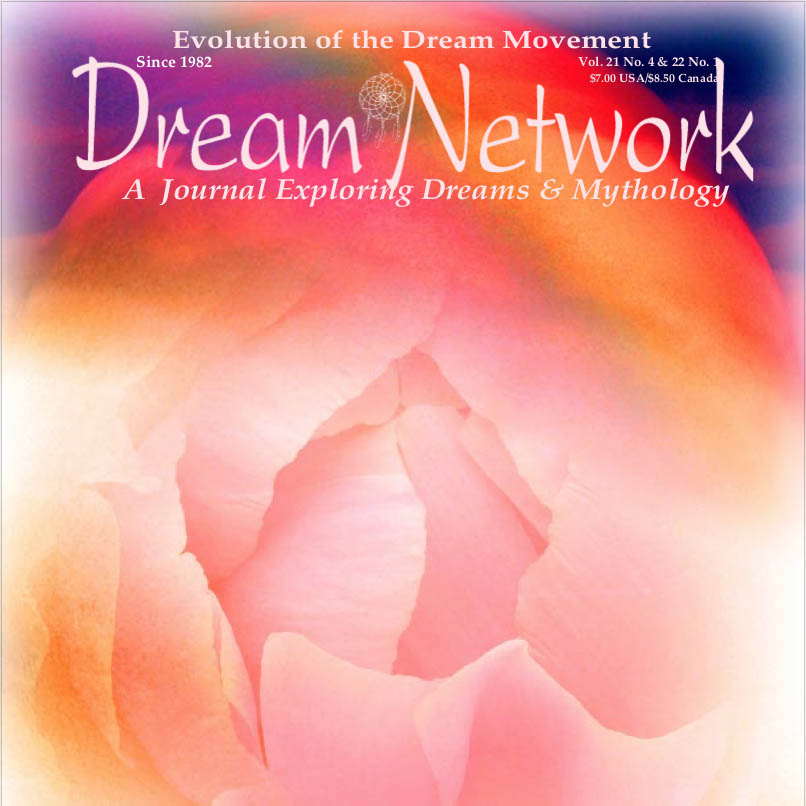 Evolution of the Dream Movement
Since 1982
Vol. 21 No. 4 & 22 No. 1
$7.00 USA/$8.50 Canada
Dream Network
A Journal Exploring Dreams & Mythology